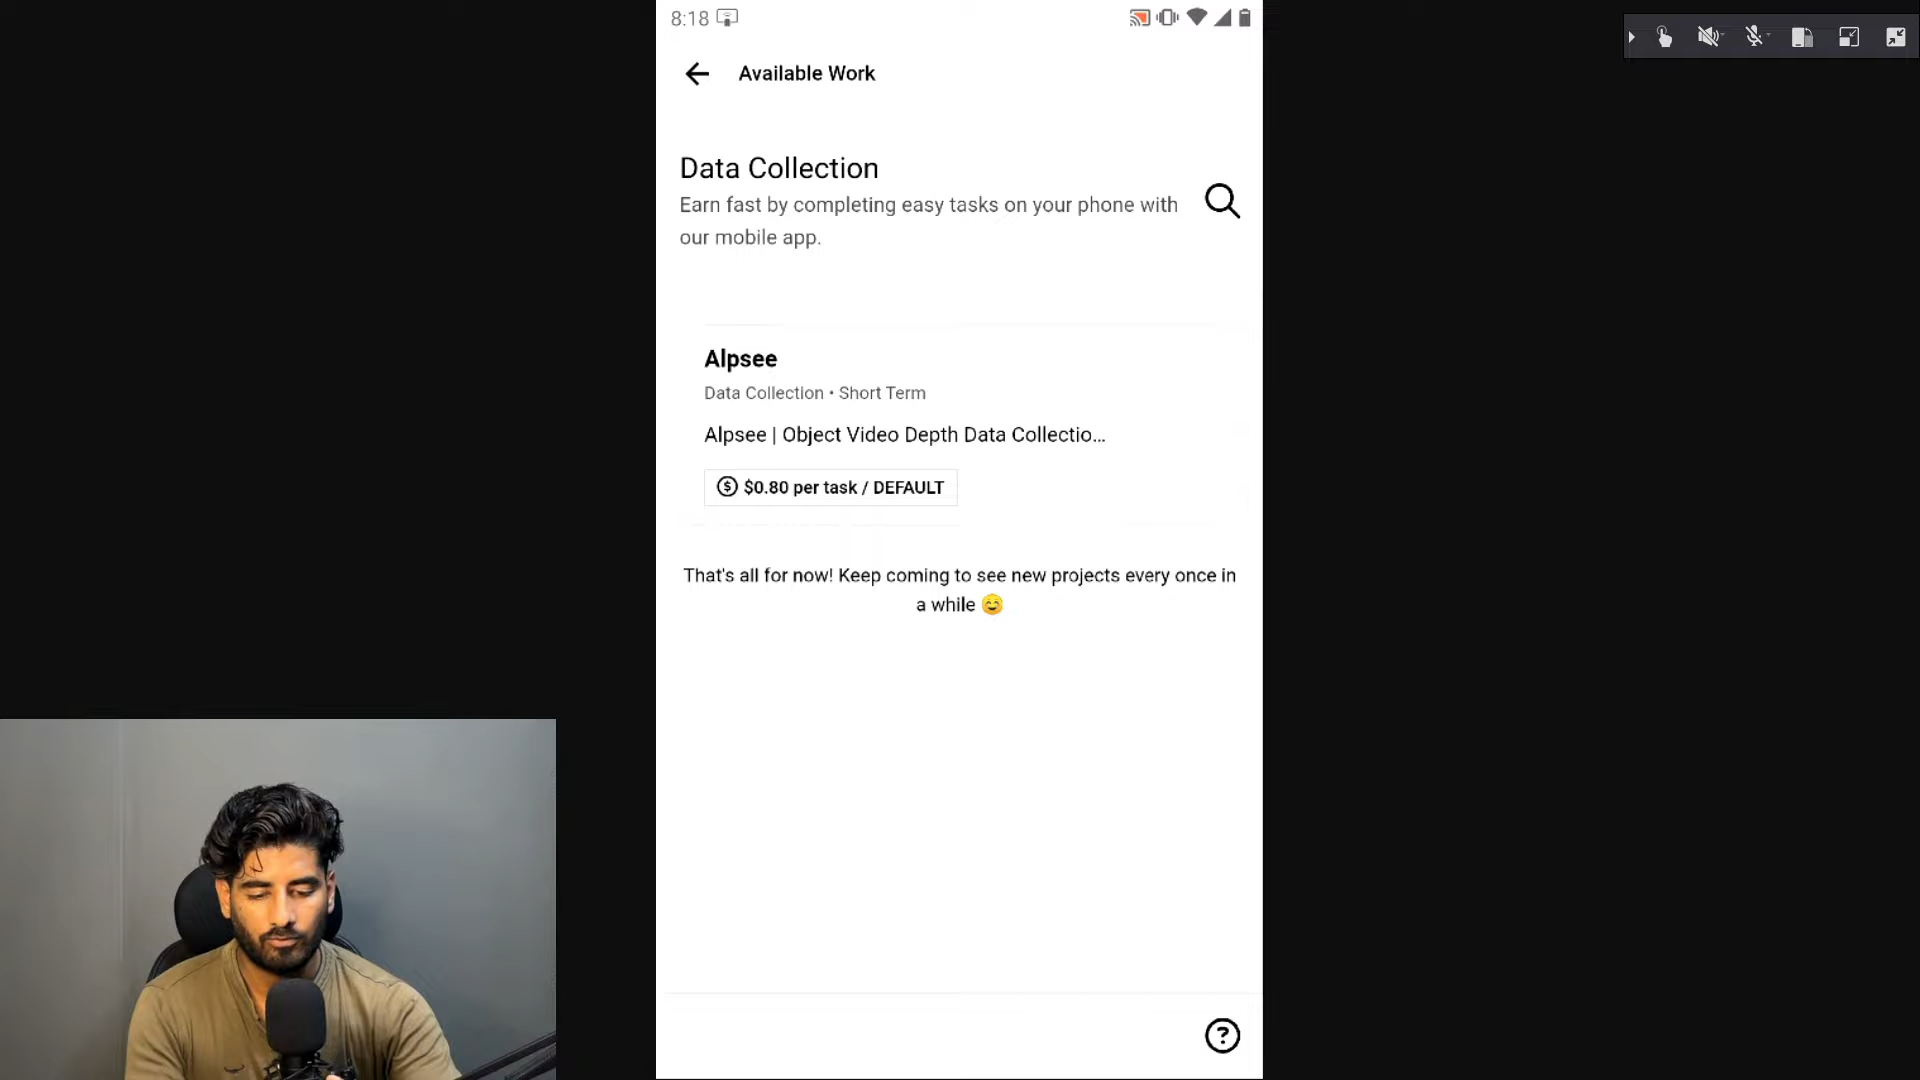 8:18
Available Work
Data Collection
Earn fast by completing easy tasks on your phone with
our mobile app.
Alpsee
Data Collection • Short Term
Alpsee | Object Video Depth Data Collectio...
$0.80 per task / DEFAULT
That's all for now! Keep coming to see new projects every once in
a while 😊